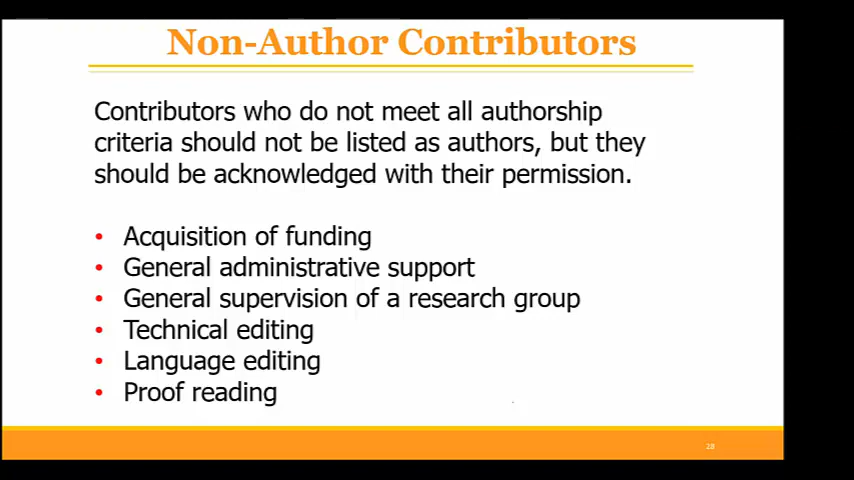 Non-Author Contributors
Contributors who do not meet all authorship
criteria should not be listed as authors, but they
should be acknowledged with their permission.
• Acquisition of funding
• General administrative support
• General supervision of a research group
• Technical editing
• Language editing
• Proof reading
28